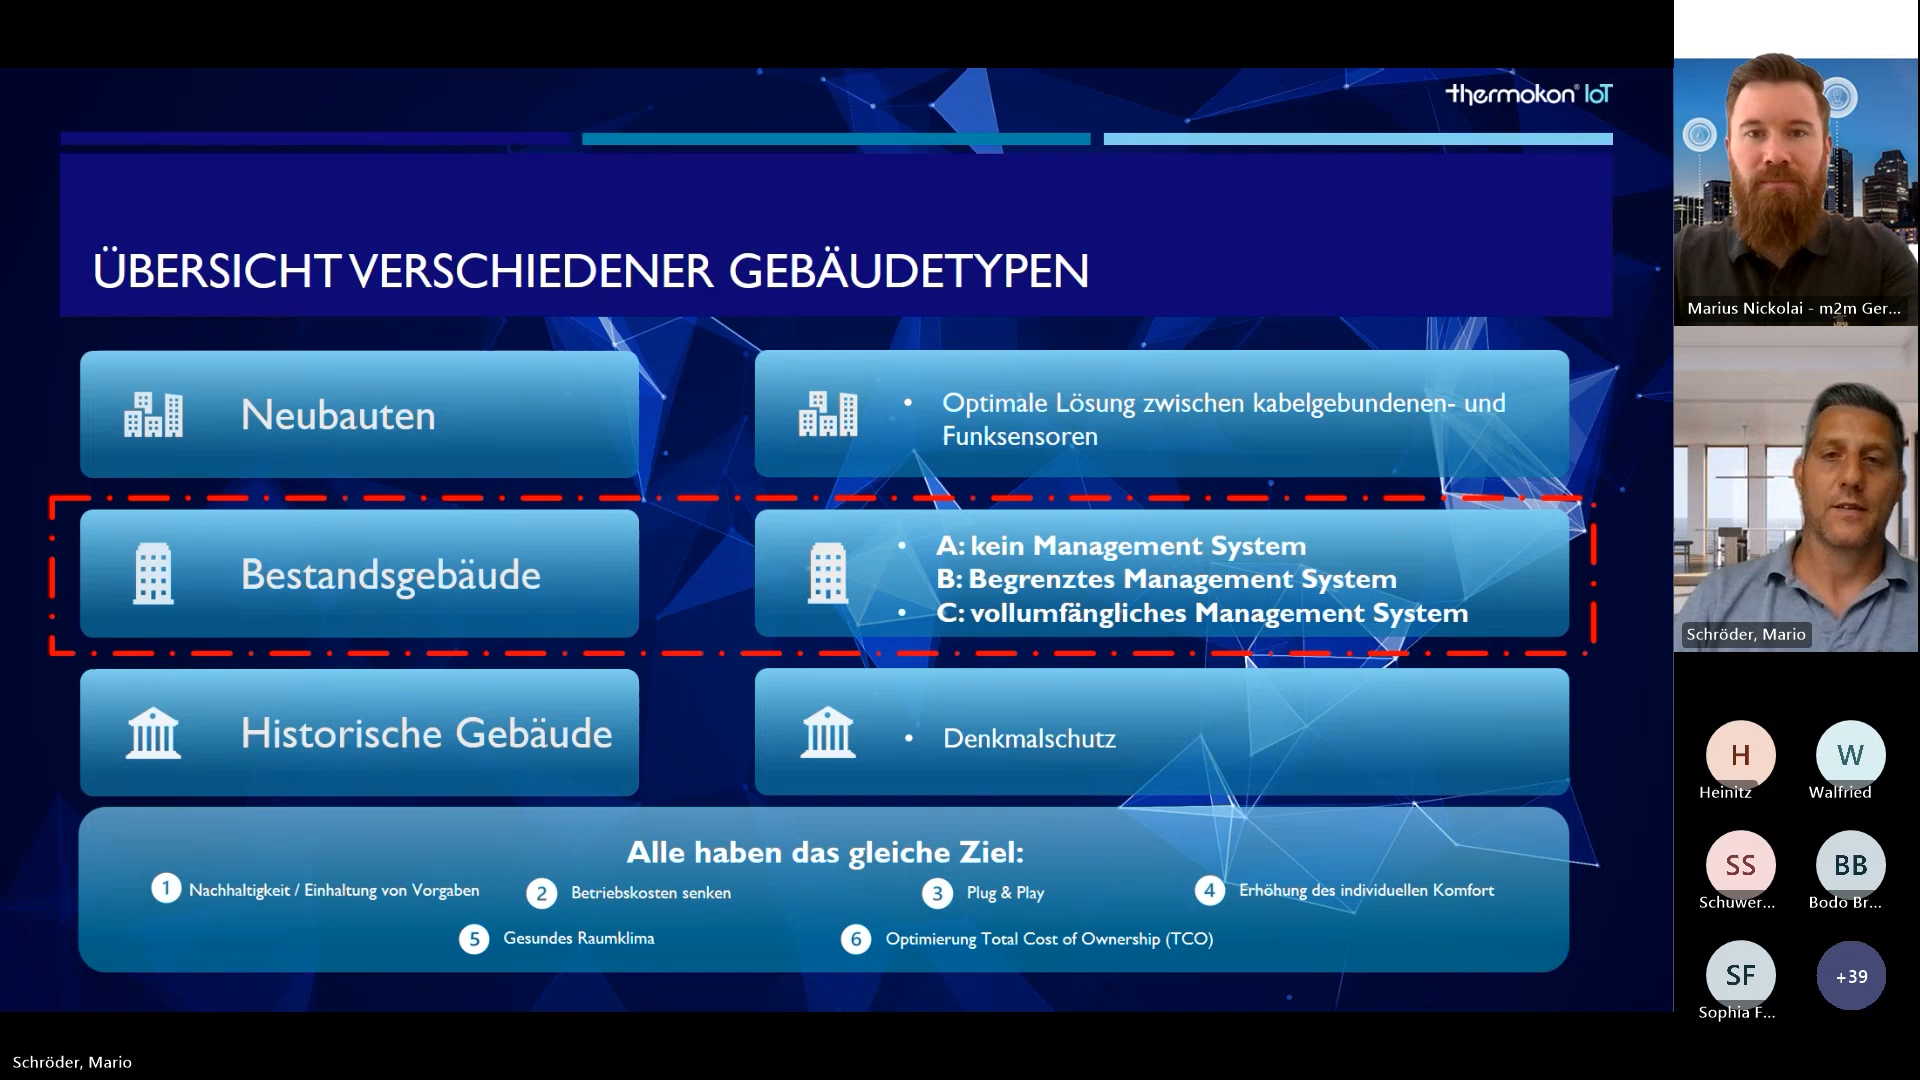 thermokon® IoT
ÜBERSICHT VERSCHIEDENER GEBÄUDETYPEN
Neubauten
• Optimale Lösung zwischen kabelgebundenen- und
Funksensoren
Bestandsgebäude
• A: kein Management System
B: Begrenztes Management System
• C: vollumfängliches Management System
Historische Gebäude
• Denkmalschutz
Alle haben das gleiche Ziel:
1 Nachhaltigkeit / Einhaltung von Vorgaben
2 Betriebskosten senken
3 Plug & Play
4 Erhöhung des individuellen Komfort
5 Gesundes Raumklima
6 Optimierung Total Cost of Ownership (TCO)
Marius Nickolai - m2m Ger...
Schröder, Mario
H
Heinitz
W
Walfried
SS
Schuwer...
BB
Bodo Br...
SF
Sophia F...
+39
Schröder, Mario